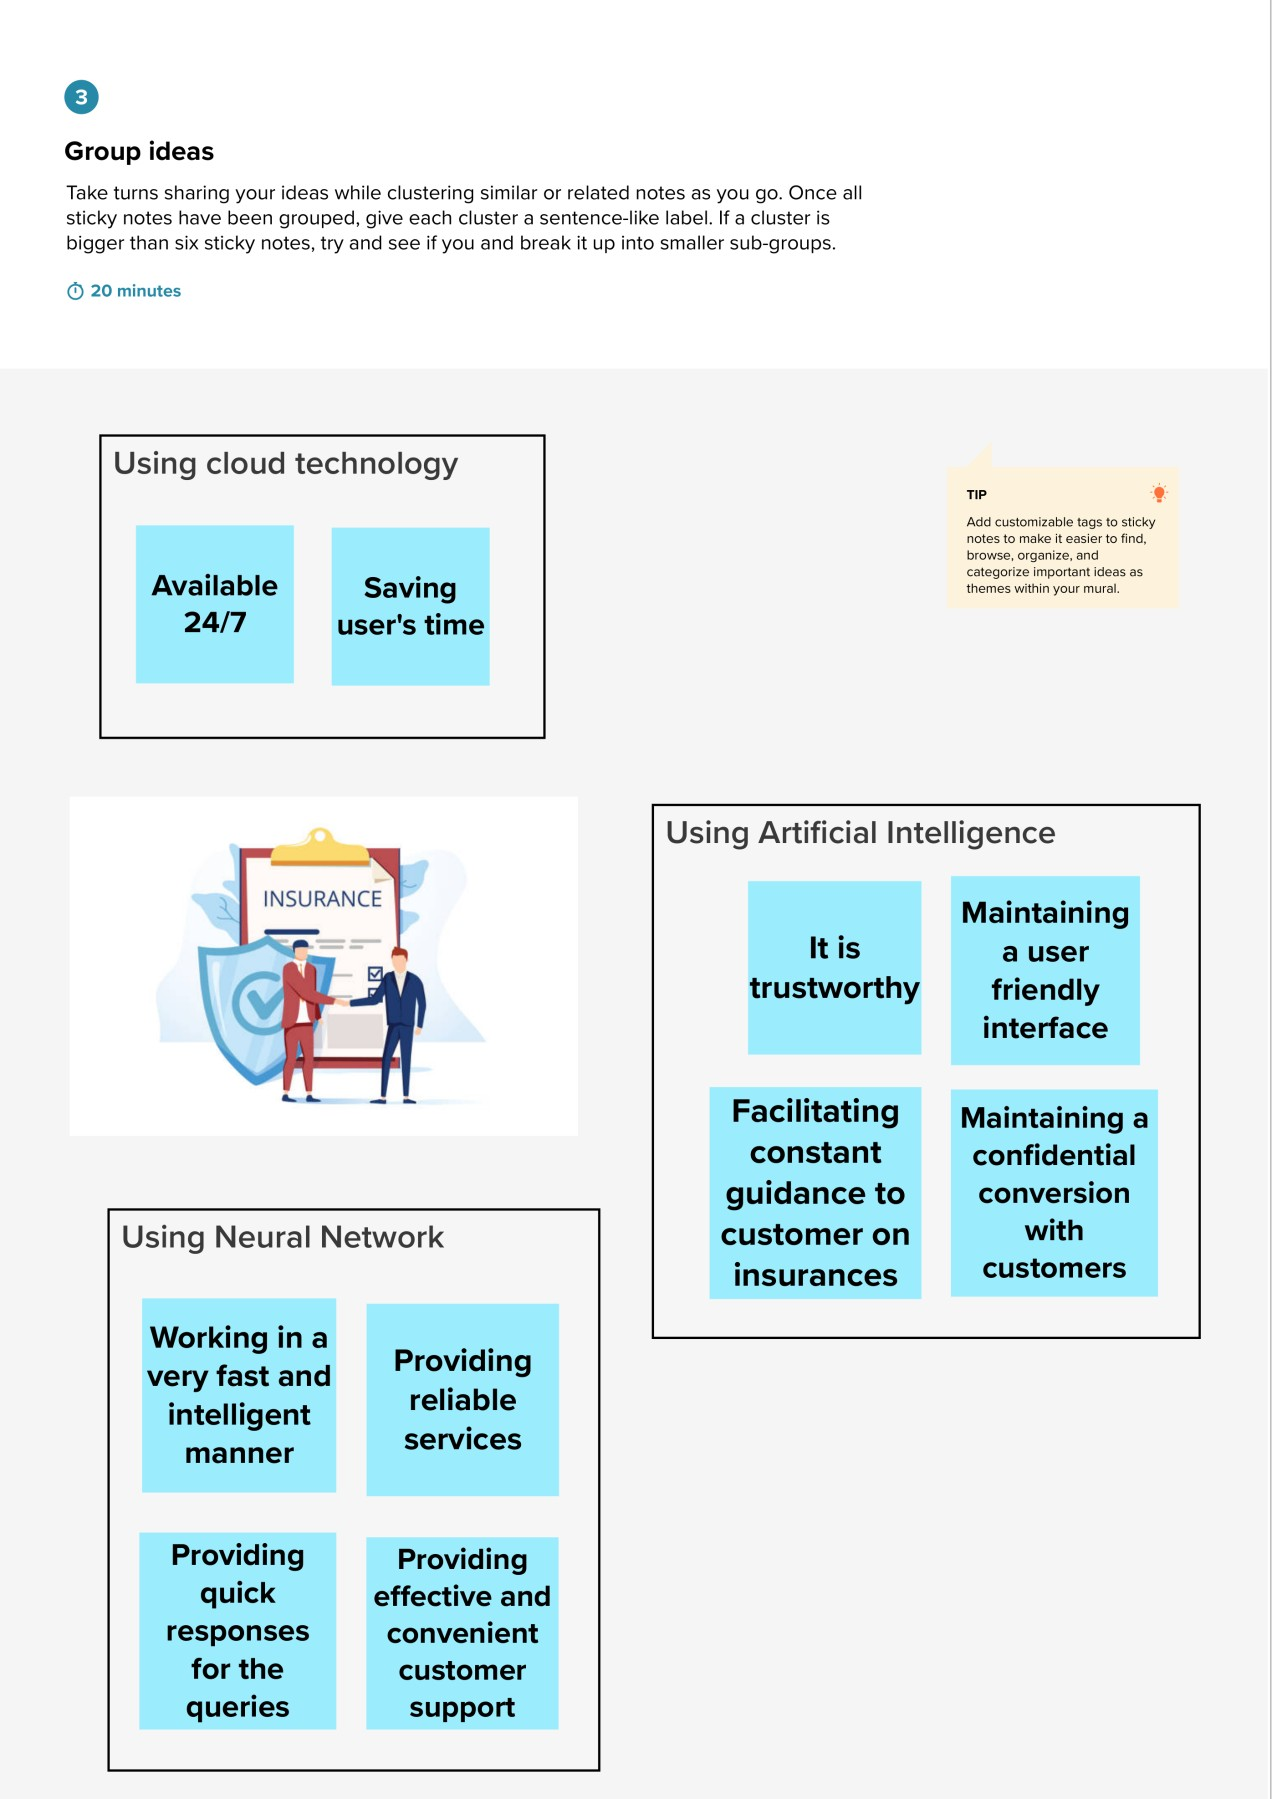 3
Group ideas
Take turns sharing your ideas while clustering similar or related notes as you go. Once all
sticky notes have been grouped, give each cluster a sentence-like label. If a cluster is
bigger than six sticky notes, try and see if you and break it up into smaller sub-groups.
20 minutes
Using cloud technology
Available
24/7
Saving
user's time
TIP
Add customizable tags to sticky
notes to make it easier to find,
browse, organize, and
categorize important ideas as
themes within your mural.
INSURANCE
Using Artificial Intelligence
It is
trustworthy
Maintaining
a user
friendly
interface
Facilitating
constant
guidance to
customer on
insurances
Maintaining a
confidential
conversion
with
customers
Using Neural Network
Working in a
very fast and
intelligent
manner
Providing
reliable
services
Providing
quick
responses
for the
queries
Providing
effective and
convenient
customer
support